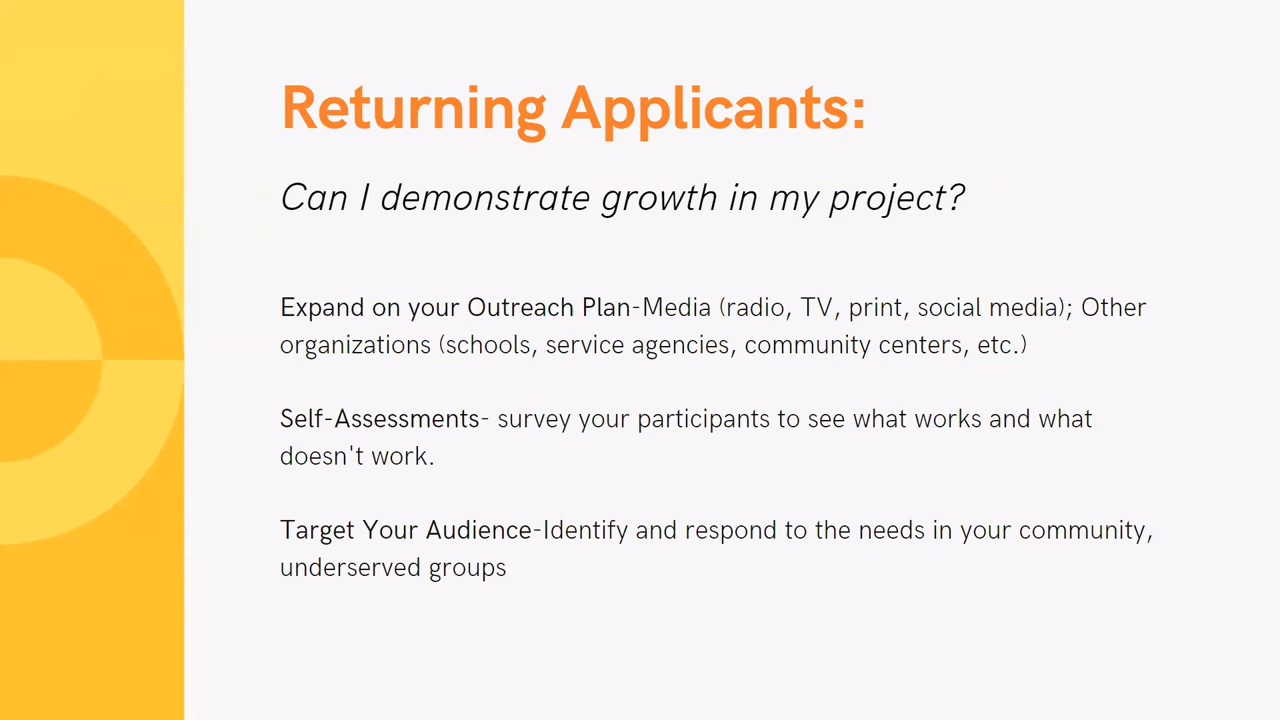 Returning Applicants:
Can I demonstrate growth in my project?
Expand on your Outreach Plan-Media (radio, TV, print, social media); Other
organizations (schools, service agencies, community centers, etc.)
Self-Assessments- survey your participants to see what works and what
doesn't work.
Target Your Audience-Identify and respond to the needs in your community,
underserved groups